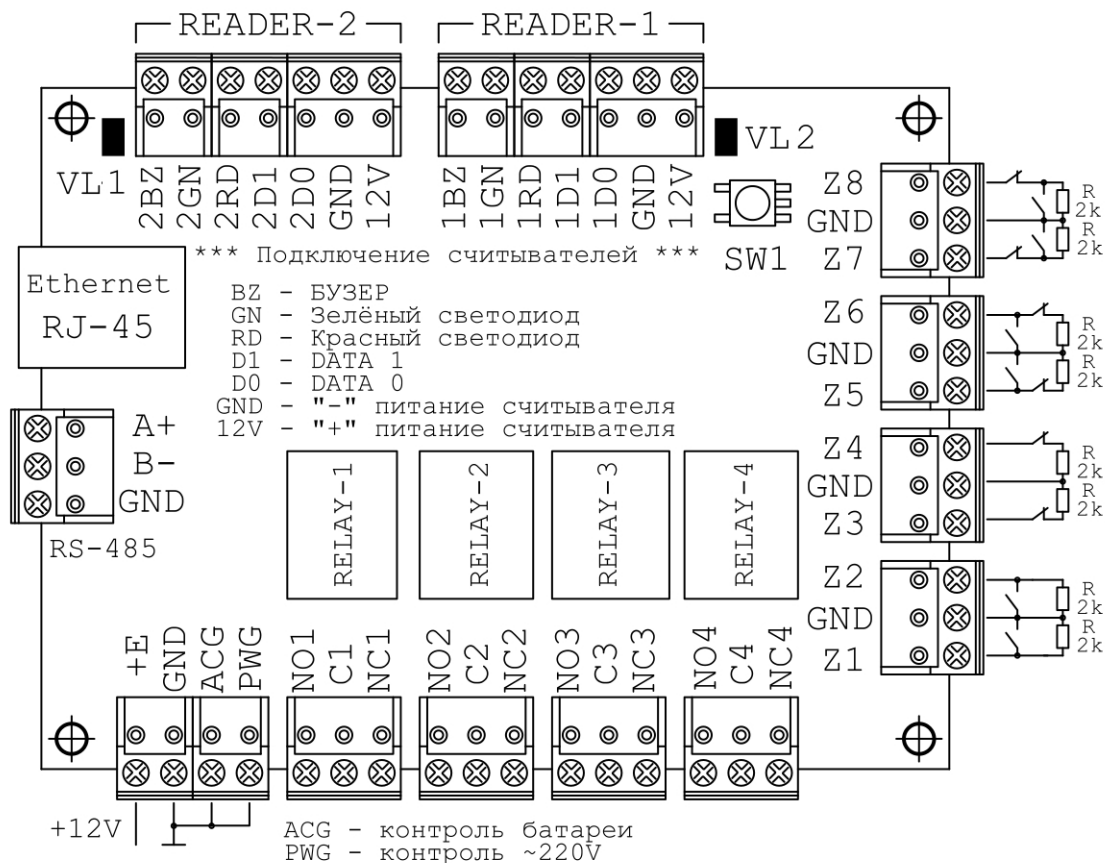 READER-2 READER-1
VL1 VL2
2BZ 2GN 2RD 2D1 2D0 GND 12V
1BZ 1GN 1RD 1D1 1D0 GND 12V
SW1
*** Подключение считывателей ***
Ethernet
RJ-45
BZ - БУЗЕР
GN - Зелёный светодиод
RD - Красный светодиод
D1 - DATA 1
D0 - DATA 0
GND - "-" питание считывателя
12V - "+" питание считывателя
A+
B-
GND
RS-485
RELAY-1 RELAY-2 RELAY-3 RELAY-4
Z8
GND
Z7
R
2k
R
2k
Z6
GND
Z5
R
2k
R
2k
Z4
GND
Z3
R
2k
R
2k
Z2
GND
Z1
R
2k
R
2k
+E GND ACG PWG
NO1 C1 NC1
NO2 C2 NC2
NO3 C3 NC3
NO4 C4 NC4
+12V
ACG - контроль батареи
PWG - контроль ~220V